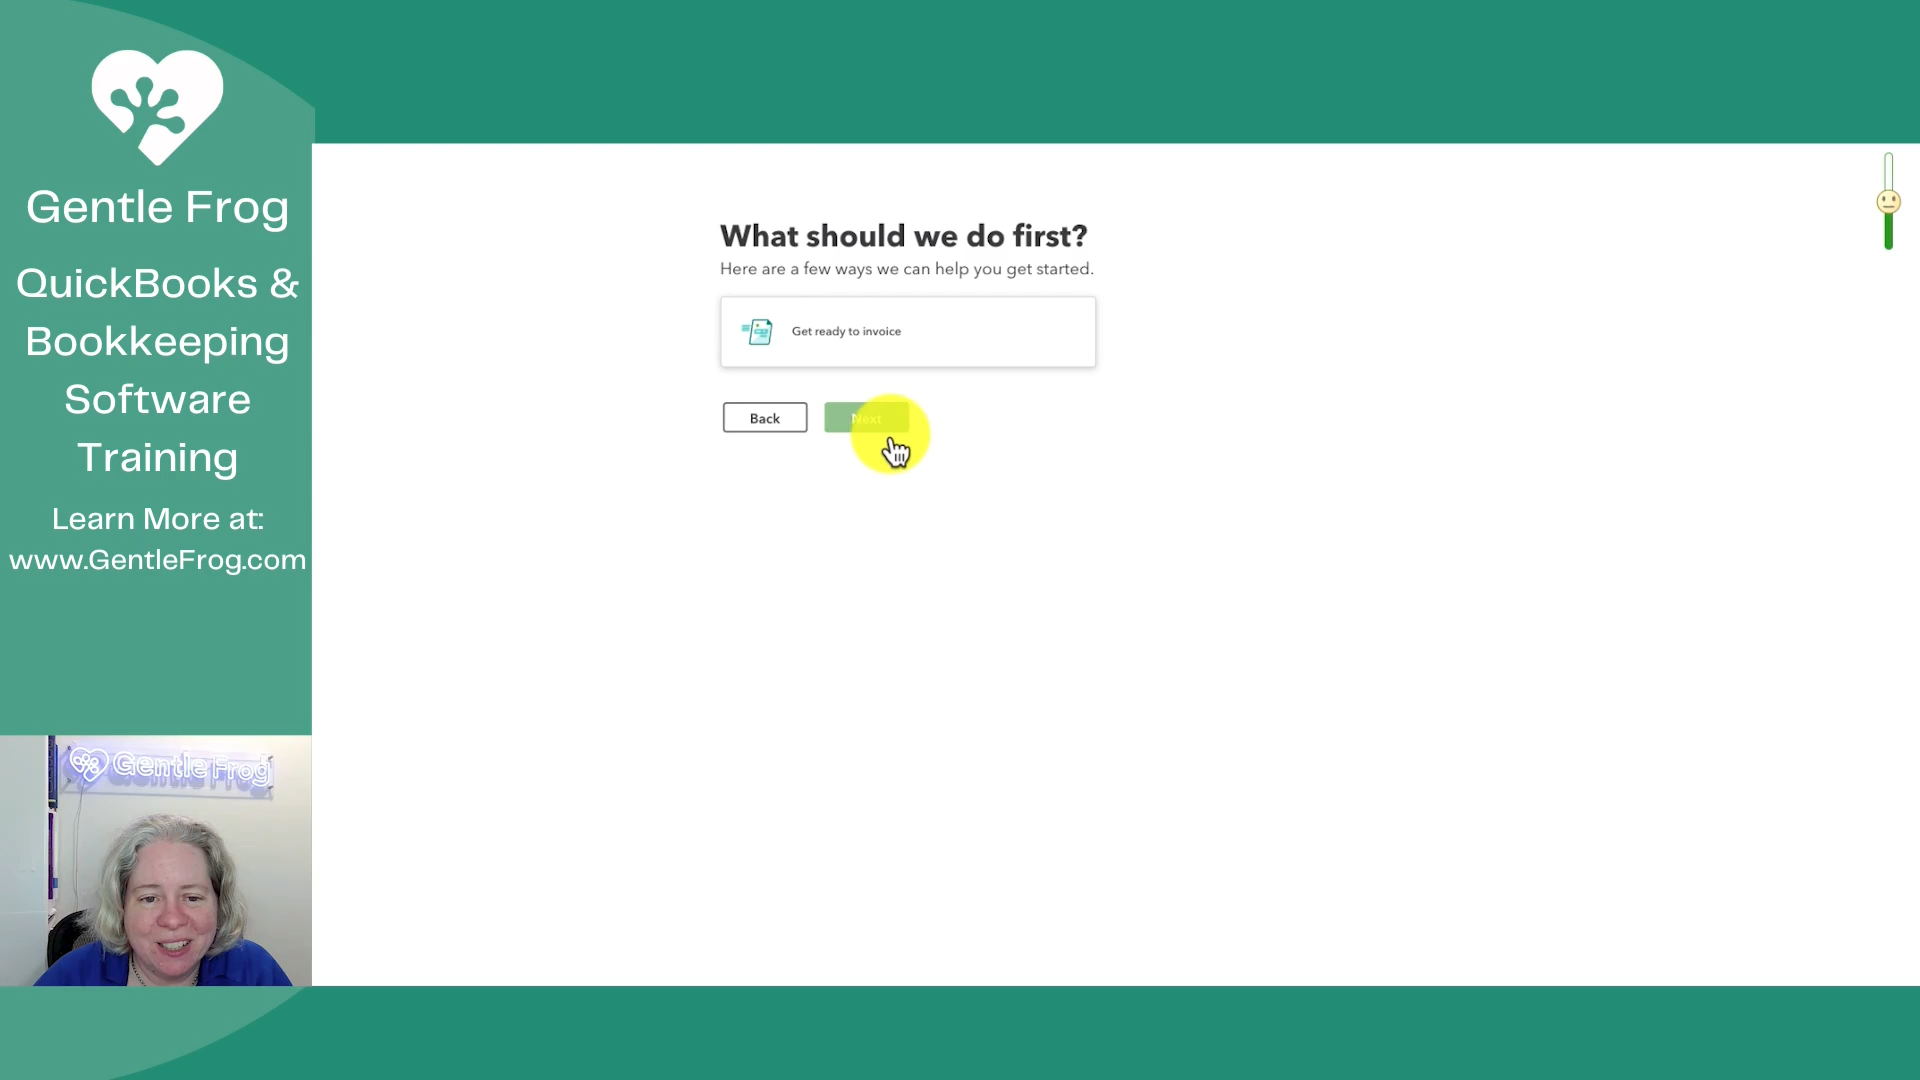 Gentle Frog
QuickBooks &
Bookkeeping
Software
Training
Learn More at:
www.GentleFrog.com
What should we do first?
Here are a few ways we can help you get started.
Get ready to invoice
Back
Next
Gentle Frog